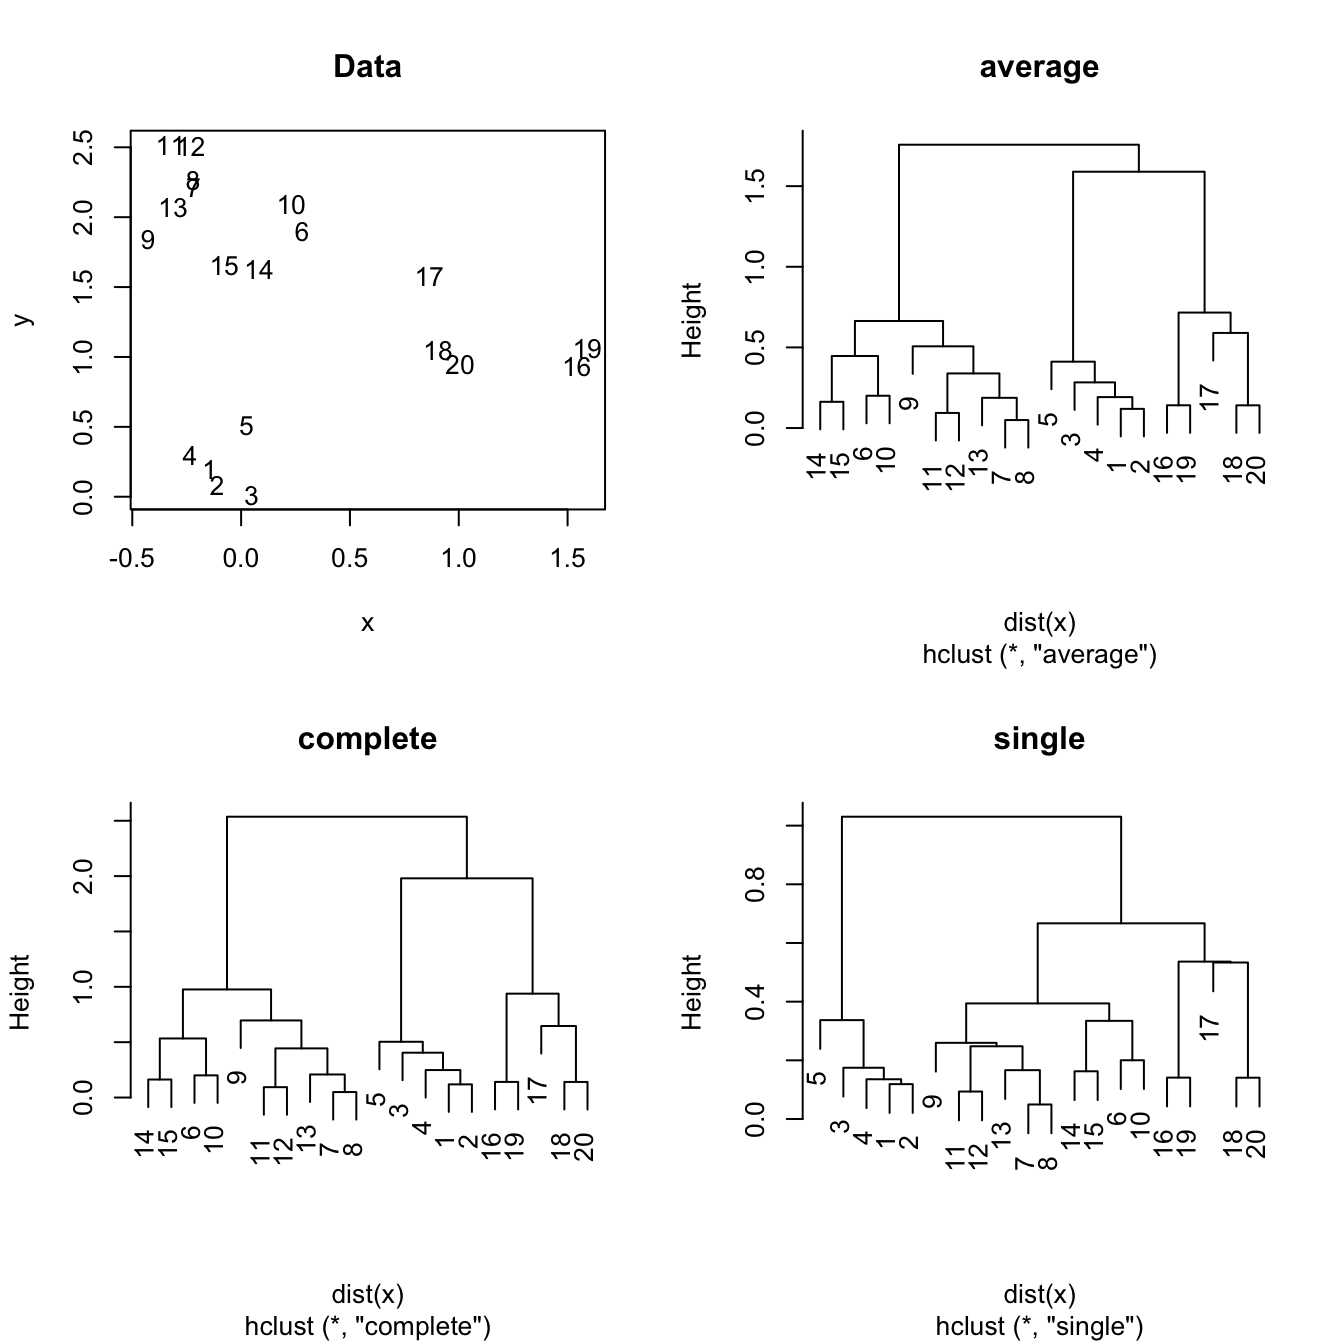 Data
2.5
2.0
1.5
1.0
0.5
0.0
y
11 12
8
7
13
10
9
6
15 14
17
18
19
20
16
5
4
1
2
3
-0.5 0.0 0.5 1.0 1.5
x
average
Height
1.5
1.0
0.5
0.0
14 15 6 10 9 11 12 13 7 8 5 3 4 1 2 16 19 17 18 20
dist(x)
hclust (*, "average")
complete
Height
2.0
1.0
0.0
14 15 6 10 9 11 12 13 7 8 5 3 4 1 2 16 19 17 18 20
dist(x)
hclust (*, "complete")
single
Height
0.8
0.4
0.0
5 3 4 1 2 9 11 12 13 7 8 14 15 6 10 16 19 17 18 20
dist(x)
hclust (*, "single")